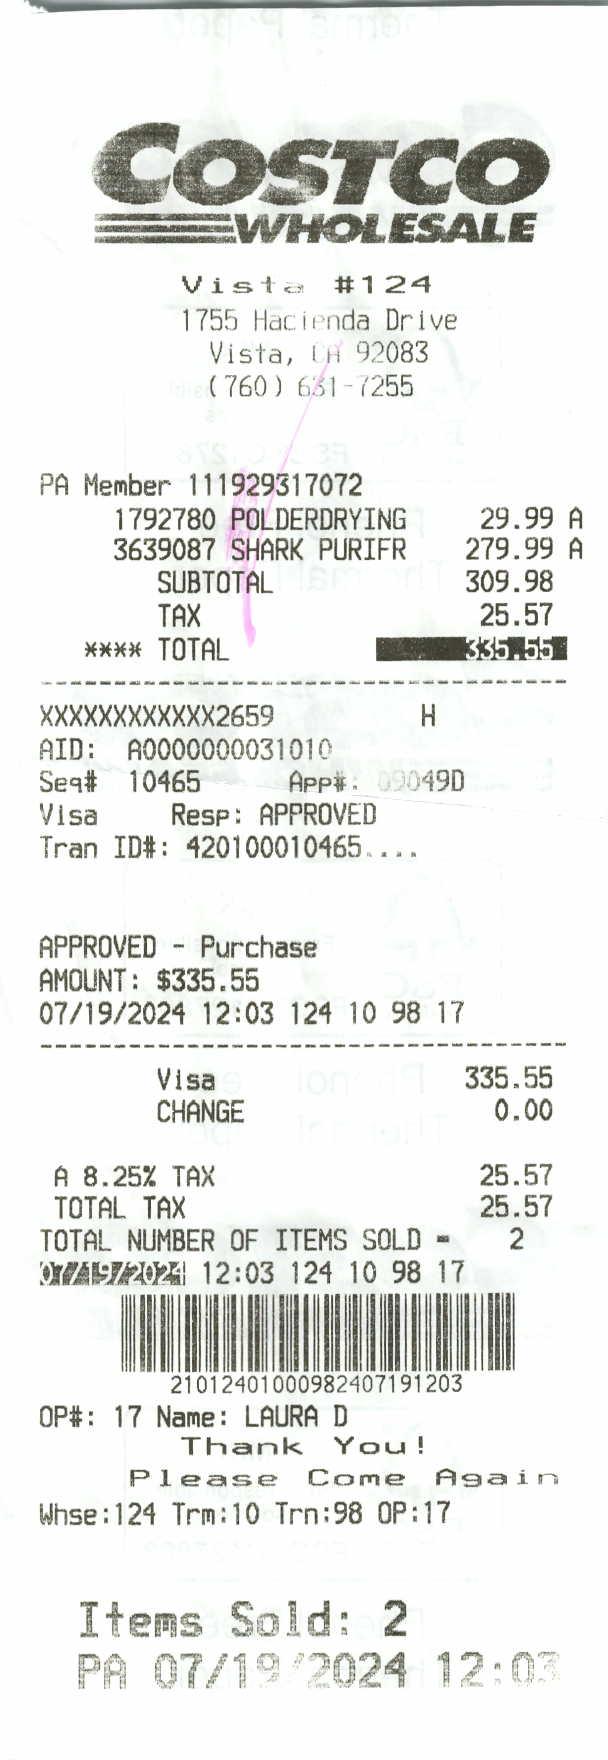 COSTCO
WHOLESALE
Vista #124
1755 Hacienda Drive
Vista, CA 92083
(760) 631-7255
PA Member 111929317072
1792780 POLDERDRYING 29.99 A
3639087 SHARK PURIFR 279.99 A
SUBTOTAL 309.98
TAX 25.57
**** TOTAL 335.55
XXXXXXXXXXXX2659 H
AID: A0000000031010
Seq# 10465 App#: 09049D
Visa Resp: APPROVED
Tran ID#: 420100010465....
APPROVED - Purchase
AMOUNT: $335.55
07/19/2024 12:03 124 10 98 17
Visa 335.55
CHANGE 0.00
A 8.25% TAX 25.57
TOTAL TAX 25.57
TOTAL NUMBER OF ITEMS SOLD = 2
07/19/2024 12:03 124 10 98 17
21012401000982407191203
OP#: 17 Name: LAURA D
Thank You!
Please Come Again
Whse:124 Trm:10 Trn:98 OP:17
Items Sold: 2
PA 07/19/2024 12:03